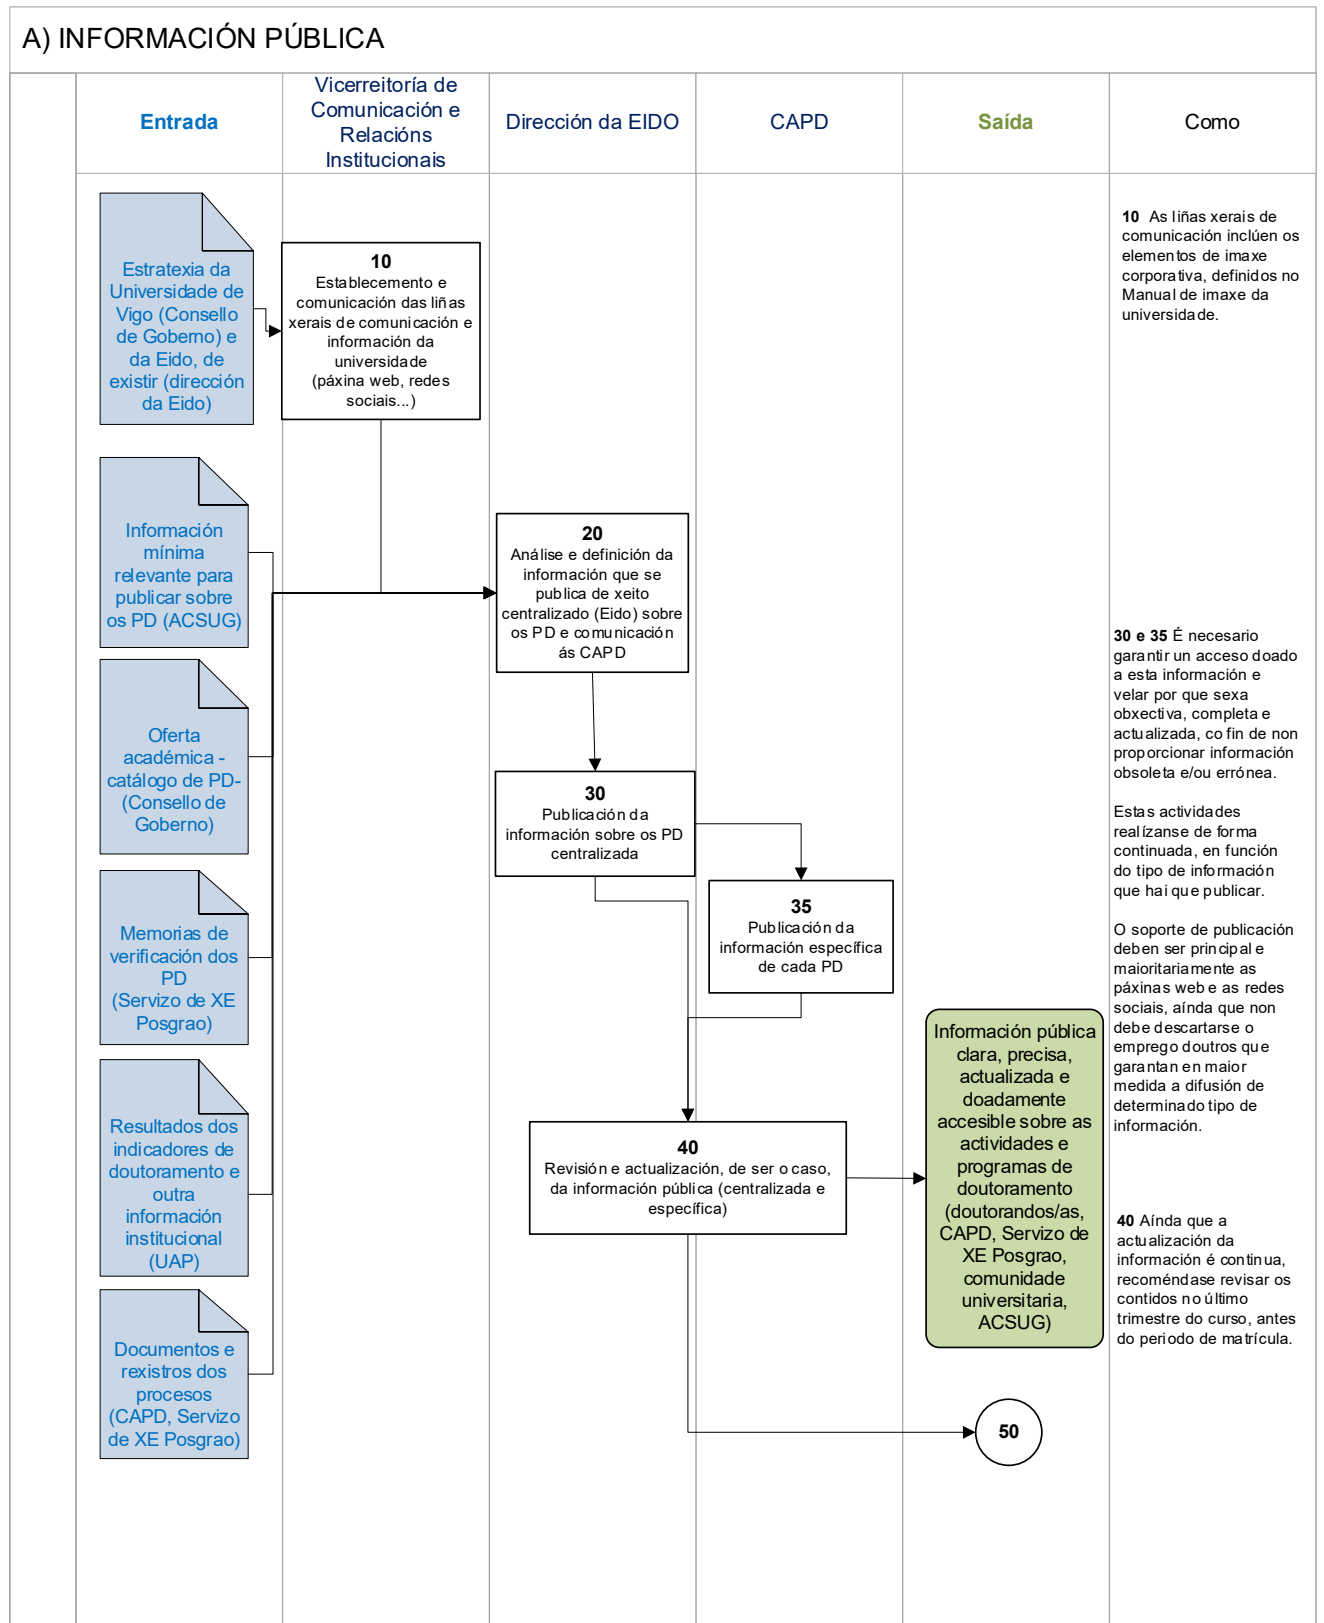 A) INFORMACIÓN PÚBLICA
Entrada
Vicerreitoría de
Comunicación e
Relacións
Institucionais
Dirección da EIDO
CAPD
Saída
Como
Estratexia da
Universidade de
Vigo (Consello
de Goberno) e
da Eido, de
existir (dirección
da Eido)
10
Establecemento e
comunicación das liñas
xerais de comunicación e
información da
universidade
(páxina web, redes
sociais...)
10 As liñas xerais de
comunicación inclúen os
elementos de imaxe
corporativa, definidos no
Manual de imaxe da
universidade.
Información
mínima
relevante para
publicar sobre
os PD (ACSUG)
20
Análise e definición da
información que se
publica de xeito
centralizado (Eido) sobre
os PD e comunicación
ás CAPD
Oferta
académica -
catálogo de PD-
(Consello de
Goberno)
30
Publicación da
información sobre os PD
centralizada
30 e 35 É necesario
garantir un acceso doado
a esta información e
velar por que sexa
obxectiva, completa e
actualizada, co fin de non
proporcionar información
obsoleta e/ou errónea.
Estas actividades
realízanse de forma
continuada, en función
do tipo de información
que hai que publicar.
O soporte de publicación
deben ser principal e
maioritariamente as
páxinas web e as redes
sociais, aínda que non
debe descartarse o
emprego doutros que
garantan en maior
medida a difusión de
determinado tipo de
información.
Memorias de
verificación dos
PD
(Servizo de XE
Posgrao)
35
Publicación da
información específica
de cada PD
Resultados dos
indicadores de
doutoramento e
outra
información
institucional
(UAP)
40
Revisión e actualización, de ser o caso,
da información pública (centralizada e
específica)
Información pública
clara, precisa,
actualizada e
doadamente
accesible sobre as
actividades e
programas de
doutoramento
(doutorandos/as,
CAPD, Servizo de
XE Posgrao,
comunidade
universitaria,
ACSUG)
40 Aínda que a
actualización da
información é continua,
recoméndase revisar os
contidos no último
trimestre do curso, antes
do periodo de matrícula.
Documentos e
rexistros dos
procesos
(CAPD, Servizo
de XE Posgrao)
50